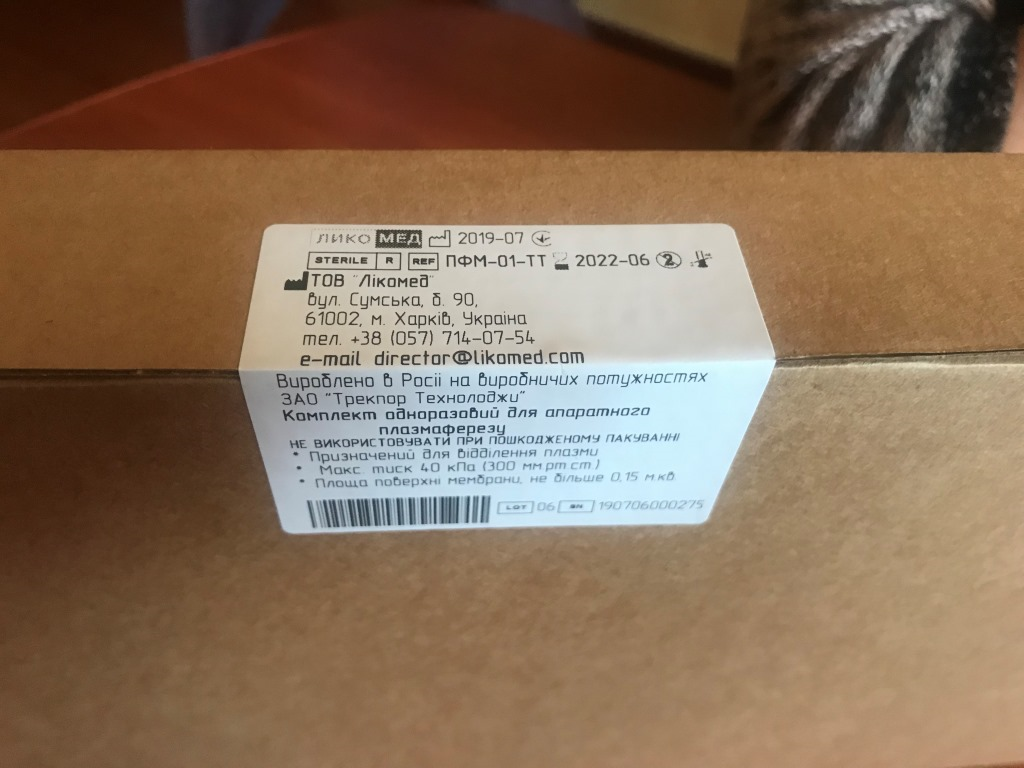 ЛИКО МЕД 2019-07
STERILE R REF ПФМ-01-ТТ 2022-06 2
ТОВ "Лікомед"
вул. Сумська, б. 90,
61002, м. Харків, Україна
тел. +38 (057) 714-07-54
e-mail director@likomed.com
Вироблено в Росії на виробничих потужностях
ЗАО "Трекпор Технолоджи"
Комплект одноразовий для апаратного
плазмаферезу
НЕ ВИКОРИСТОВУВАТИ ПРИ ПОШКОДЖЕНОМУ ПАКУВАННІ
* Призначений для відділення плазми
* Макс. тиск 40 кПа (300 мм.рт.ст.)
* Площа поверхні мембрани, не більше 0,15 м.кв.
LOT 06 SN 190706000275